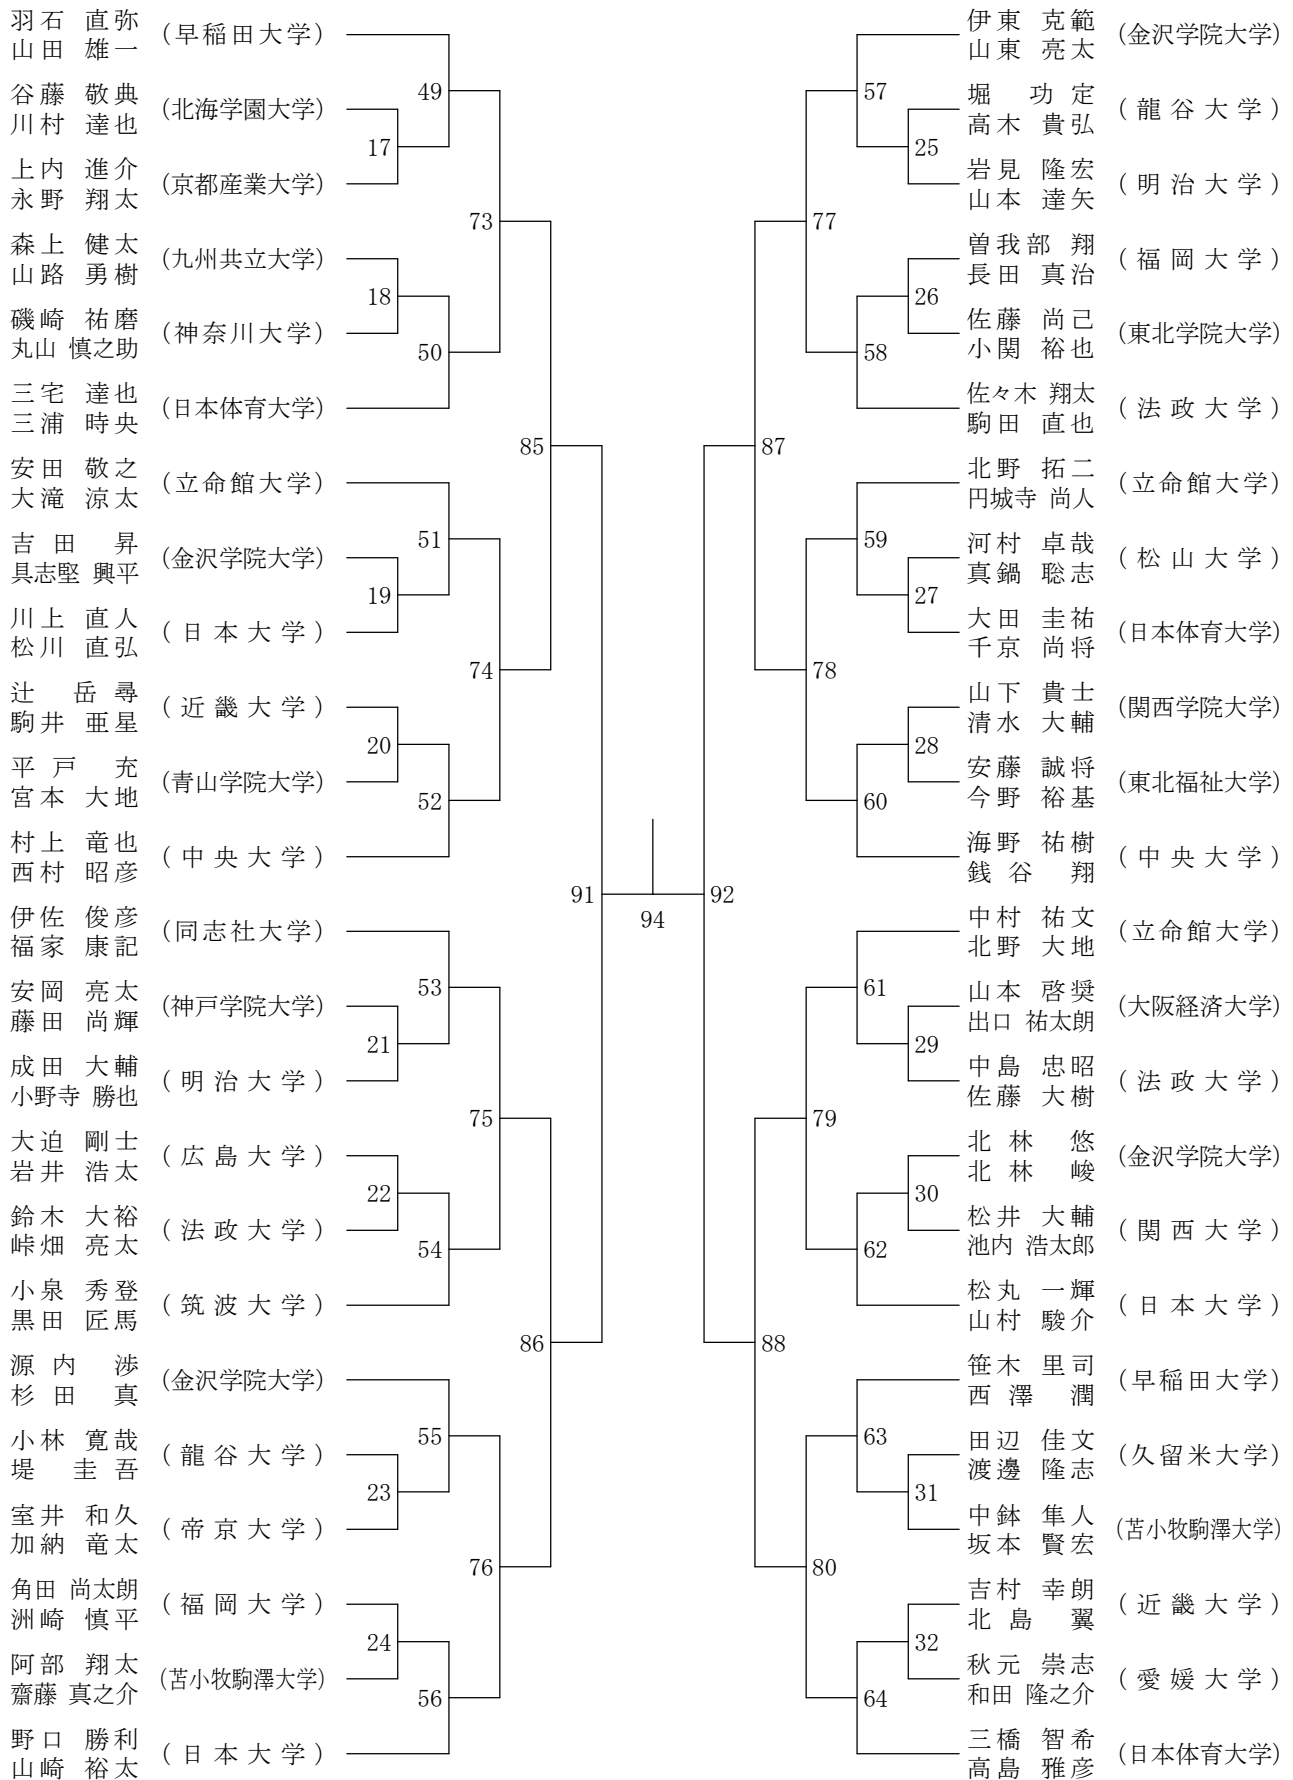 羽石 直弥
山田 雄一
(早稲田大学)
谷藤 敬典
川村 達也
(北海学園大学)
上内 進介
永野 翔太
(京都産業大学)
森上 健太
山路 勇樹
(九州共立大学)
磯崎 祐磨
丸山 慎之助
(神奈川大学)
三宅 達也
三浦 時央
(日本体育大学)
安田 敬之
大滝 涼太
(立命館大学)
吉田 昇
具志堅 興平
(金沢学院大学)
川上 直人
松川 直弘
(日本大学)
辻 岳尋
駒井 亜星
(近畿大学)
平戸 充
宮本 大地
(青山学院大学)
村上 竜也
西村 昭彦
(中央大学)
伊佐 俊彦
福家 康記
(同志社大学)
安岡 亮太
藤田 尚輝
(神戸学院大学)
成田 大輔
小野寺 勝也
(明治大学)
大迫 剛士
岩井 浩太
(広島大学)
鈴木 大裕
峠畑 亮太
(法政大学)
小泉 秀登
黒田 匠馬
(筑波大学)
源内 渉
杉田 真
(金沢学院大学)
小林 寛哉
堤 圭吾
(龍谷大学)
室井 和久
加納 竜太
(帝京大学)
角田 尚太朗
洲崎 慎平
(福岡大学)
阿部 翔太
齋藤 真之介
(苫小牧駒澤大学)
野口 勝利
山崎 裕太
(日本大学)
49
17
73
18
50
85
51
19
74
20
52
91
53
21
75
22
54
86
55
23
76
24
56
94
92
57
25
77
26
58
87
59
27
78
28
60
61
29
79
30
62
88
63
31
80
32
64
伊東 克範
山東 亮太
(金沢学院大学)
堀 功定
高木 貴弘
(龍谷大学)
岩見 隆宏
山本 達矢
(明治大学)
曽我部 翔
長田 真治
(福岡大学)
佐藤 尚己
小関 裕也
(東北学院大学)
佐々木 翔太
駒田 直也
(法政大学)
北野 拓二
円城寺 尚人
(立命館大学)
河村 卓哉
真鍋 聡志
(松山大学)
大田 圭祐
千京 尚将
(日本体育大学)
山下 貴士
清水 大輔
(関西学院大学)
安藤 誠将
今野 裕基
(東北福祉大学)
海野 祐樹
銭谷 翔
(中央大学)
中村 祐文
北野 大地
(立命館大学)
山本 啓奨
出口 祐太朗
(大阪経済大学)
中島 忠昭
佐藤 大樹
(法政大学)
北林 悠
北林 峻
(金沢学院大学)
松井 大輔
池内 浩太郎
(関西大学)
松丸 一輝
山村 駿介
(日本大学)
笹木 里司
西澤 潤
(早稲田大学)
田辺 佳文
渡邊 隆志
(久留米大学)
中鉢 隼人
坂本 賢宏
(苫小牧駒澤大学)
吉村 幸朗
北島 翼
(近畿大学)
秋元 崇志
和田 隆之介
(愛媛大学)
三橋 智希
高島 雅彦
(日本体育大学)